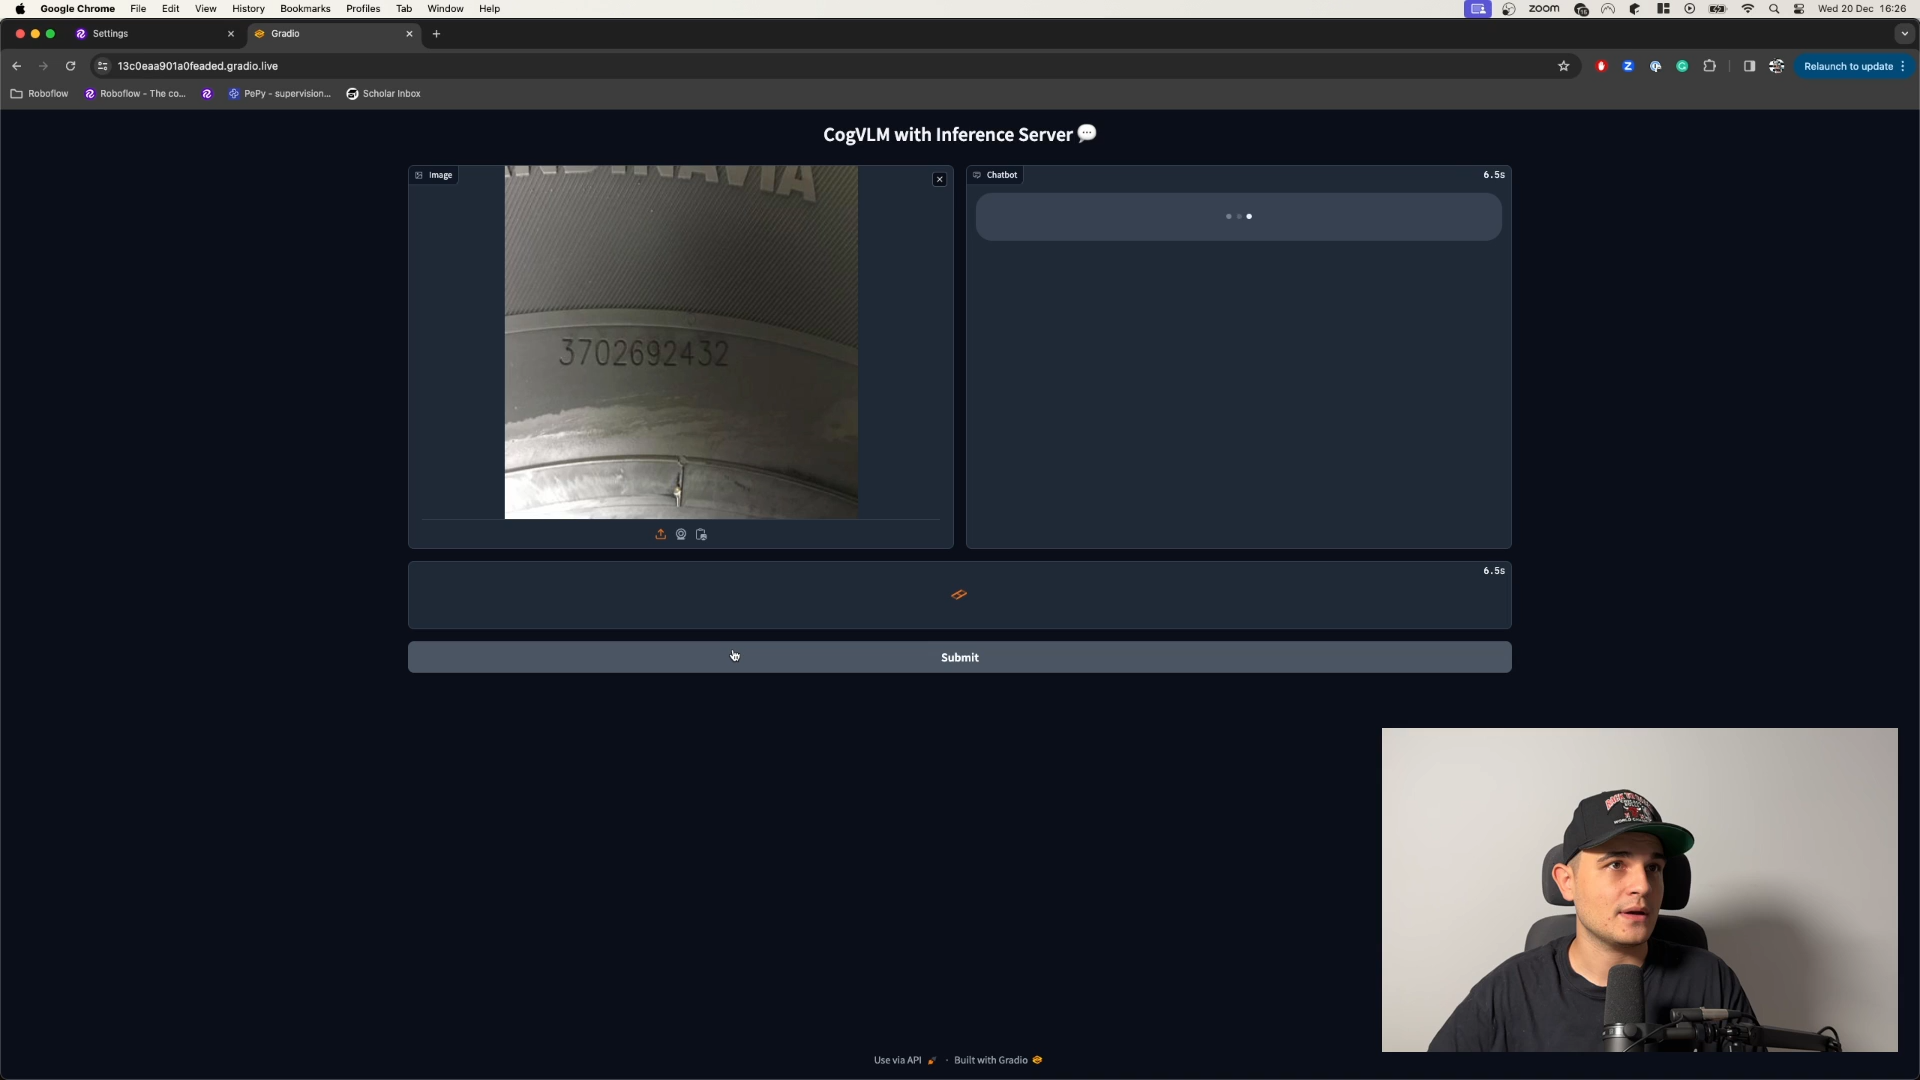 Google Chrome File Edit View History Bookmarks Profiles Tab Window Help
zoom
Wed 20 Dec 16:26
Settings
Gradio
13c0eaa901a0feaded.gradio.live
Relaunch to update
Roboflow
Roboflow - The co...
PePy - supervision...
Scholar Inbox
CogVLM with Inference Server
Image
Chatbot
6.5s
NDINAVIA
3702692432
6.5s
Submit
Use via API · Built with Gradio